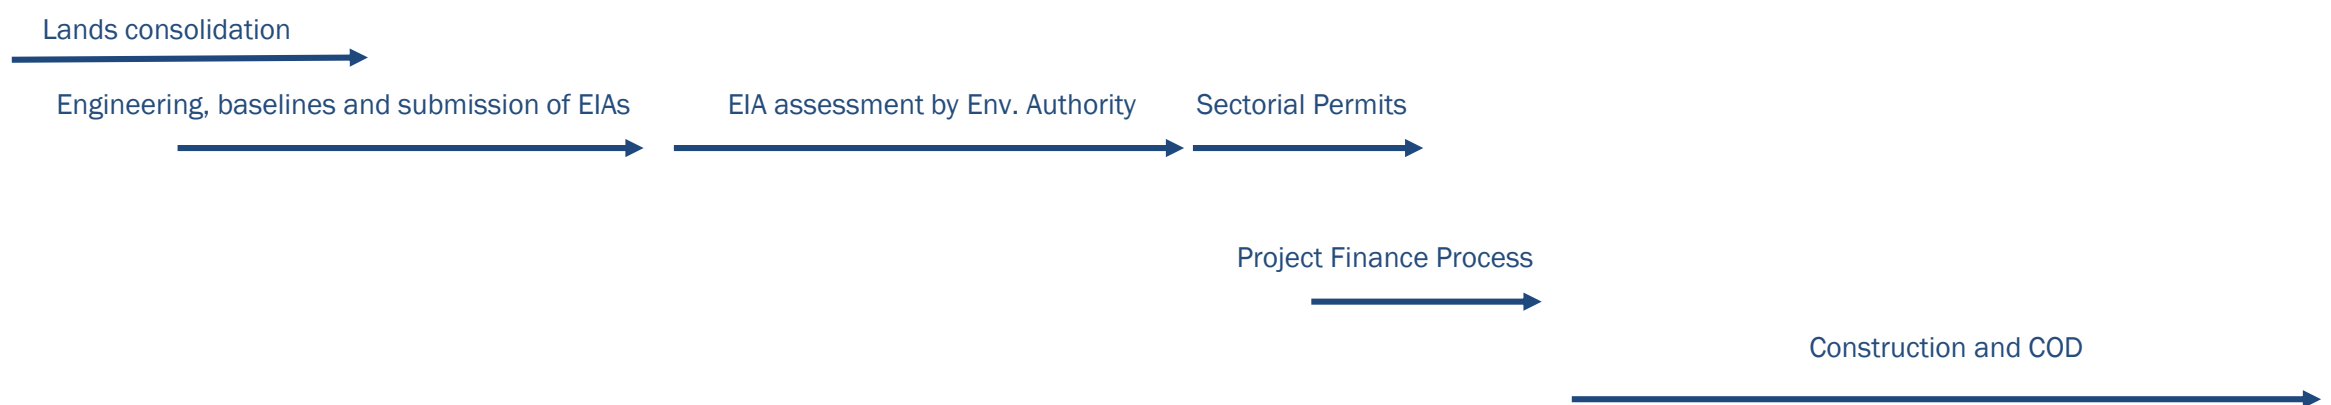 Lands consolidation
Engineering, baselines and submission of EIAs
EIA assessment by Env. Authority
Sectorial Permits
Project Finance Process
Construction and COD